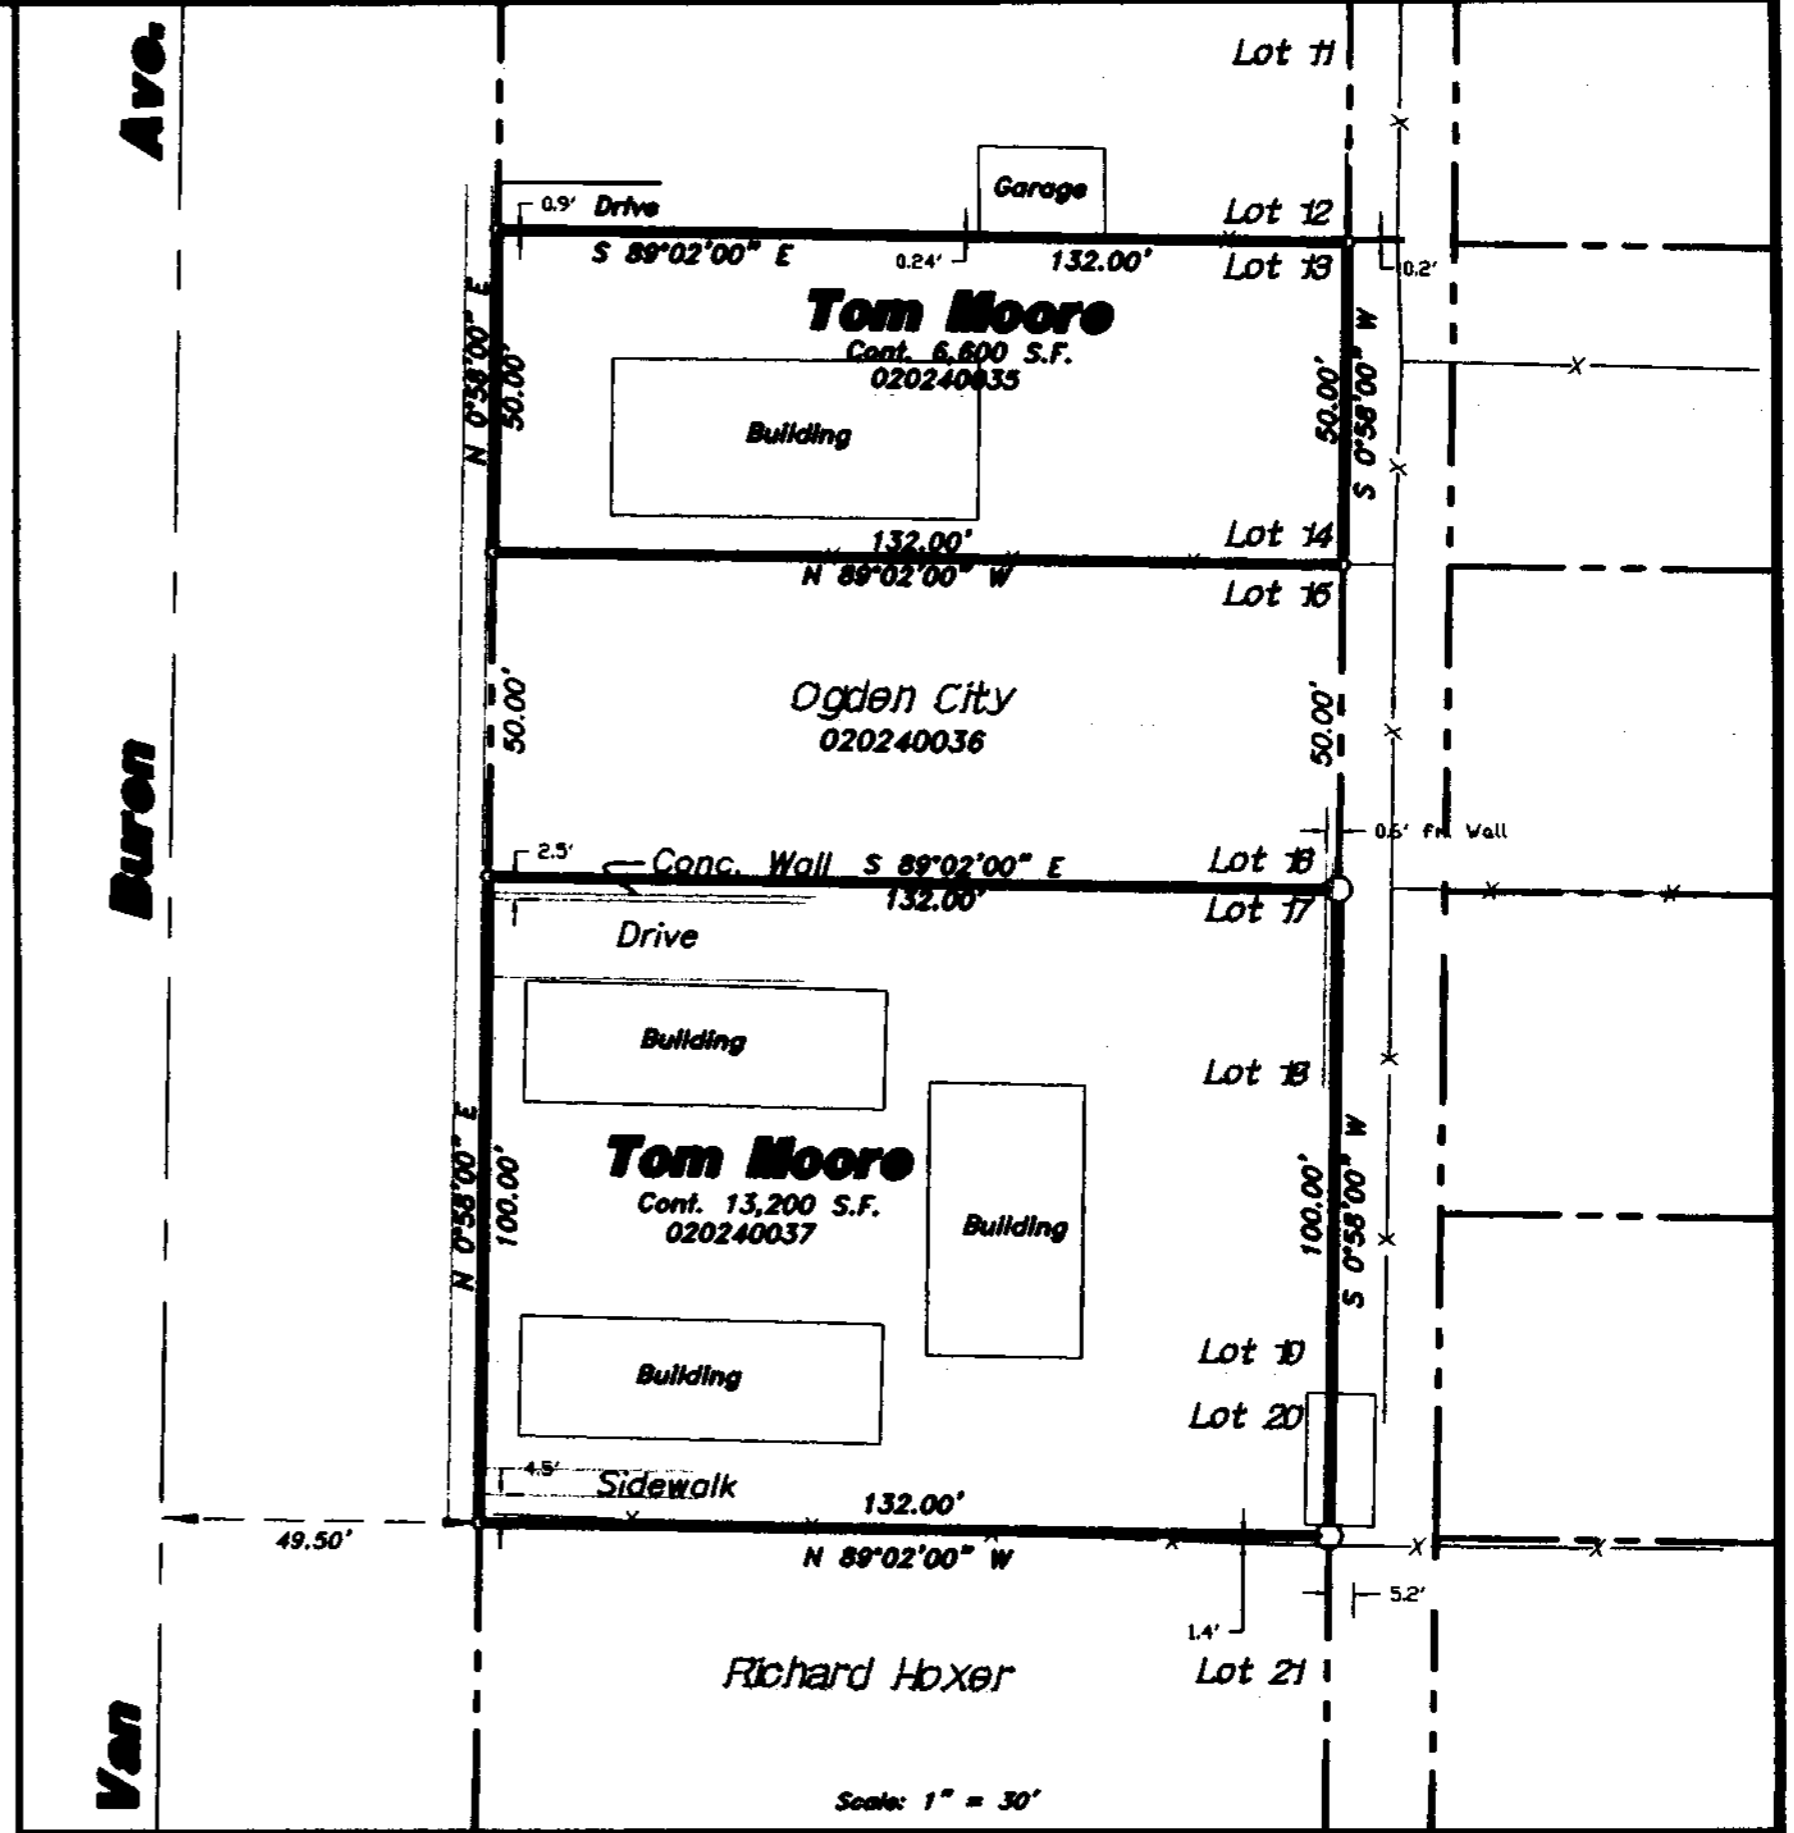 Van Buren Ave.
Lot 11
Garage
Lot 12
0.9' Drive
S 89°02'00" E
0.24'
132.00'
Lot 13
0.2'
Tom Moore
Cont. 6,600 S.F.
020240035
N 0°58'00" E
50.00'
50.00'
S 0°58'00" W
Building
132.00'
Lot 14
N 89°02'00" W
Lot 15
Ogden City
020240036
50.00'
50.00'
0.6' fm. Wall
2.5'
Conc. Wall S 89°02'00" E
Lot 16
132.00'
Lot 17
Drive
Building
Lot 18
Tom Moore
Cont. 13,200 S.F.
020240037
N 0°58'00" E
100.00'
Building
100.00'
S 0°58'00" W
Lot 19
Building
Lot 20
4.5'
Sidewalk
132.00'
49.50'
N 89°02'00" W
5.2'
1.4'
Richard Hoxer
Lot 21
Scale: 1" = 30'